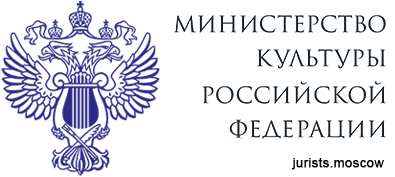 МИНИСТЕРСТВО
КУЛЬТУРЫ
РОССИЙСКОЙ
ФЕДЕРАЦИИ
jurists.moscow